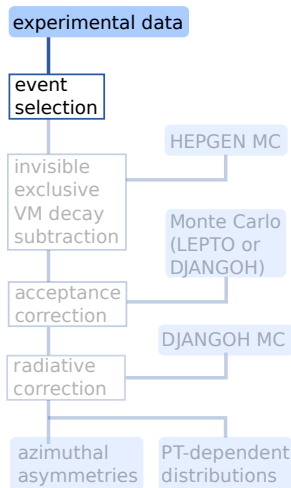 experimental data
event
selection
HEPGEN MC
invisible
exclusive
VM decay
subtraction
Monte Carlo
(LEPTO or
DJANGOH)
acceptance
correction
DJANGOH MC
radiative
correction
azimuthal
asymmetries
PT-dependent
distributions